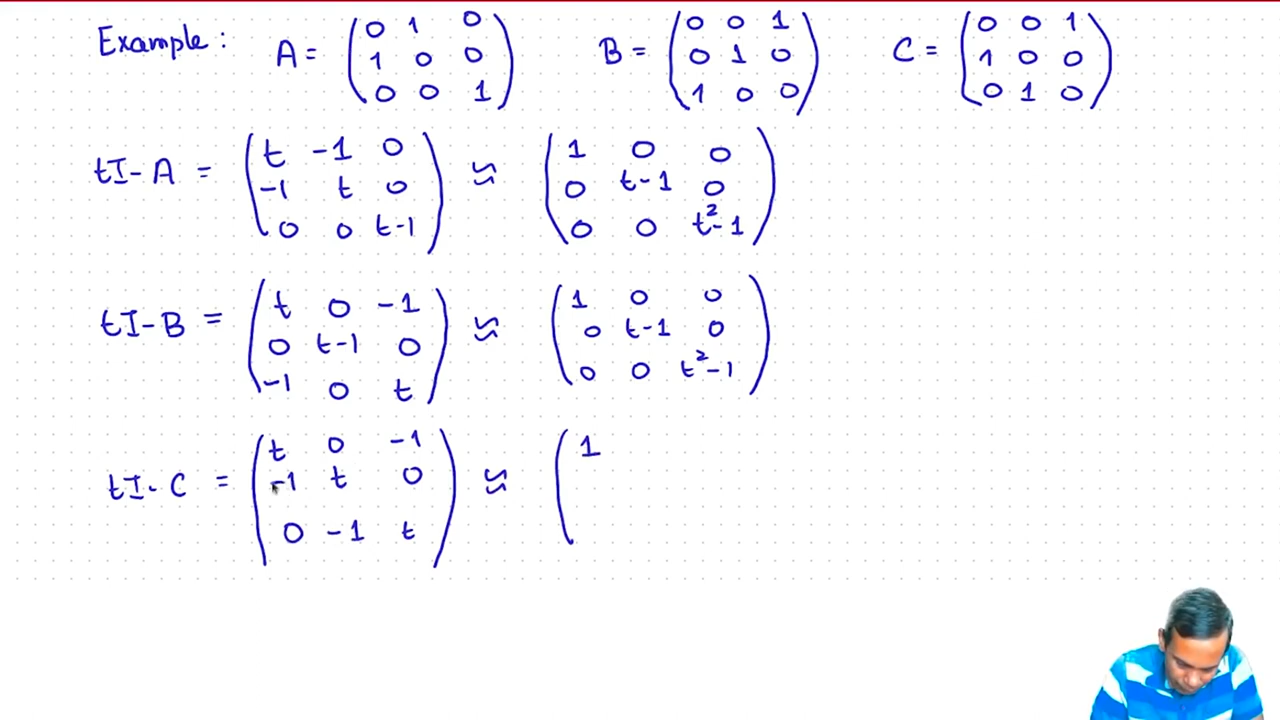 Example : A = (0 1 0 B = (0 0 1 C = (0 0 1
1 0 0 0 1 0 1 0 0
0 0 1) 1 0 0) 0 1 0)
tI-A = (t -1 0 ≈ (1 0 0
-1 t 0 0 t-1 0
0 0 t-1) 0 0 t²-1)
tI-B = (t 0 -1 ≈ (1 0 0
0 t-1 0 0 t-1 0
-1 0 t) 0 0 t²-1)
tI-C = (t 0 -1 ≈ (1
-1 t 0
0 -1 t)